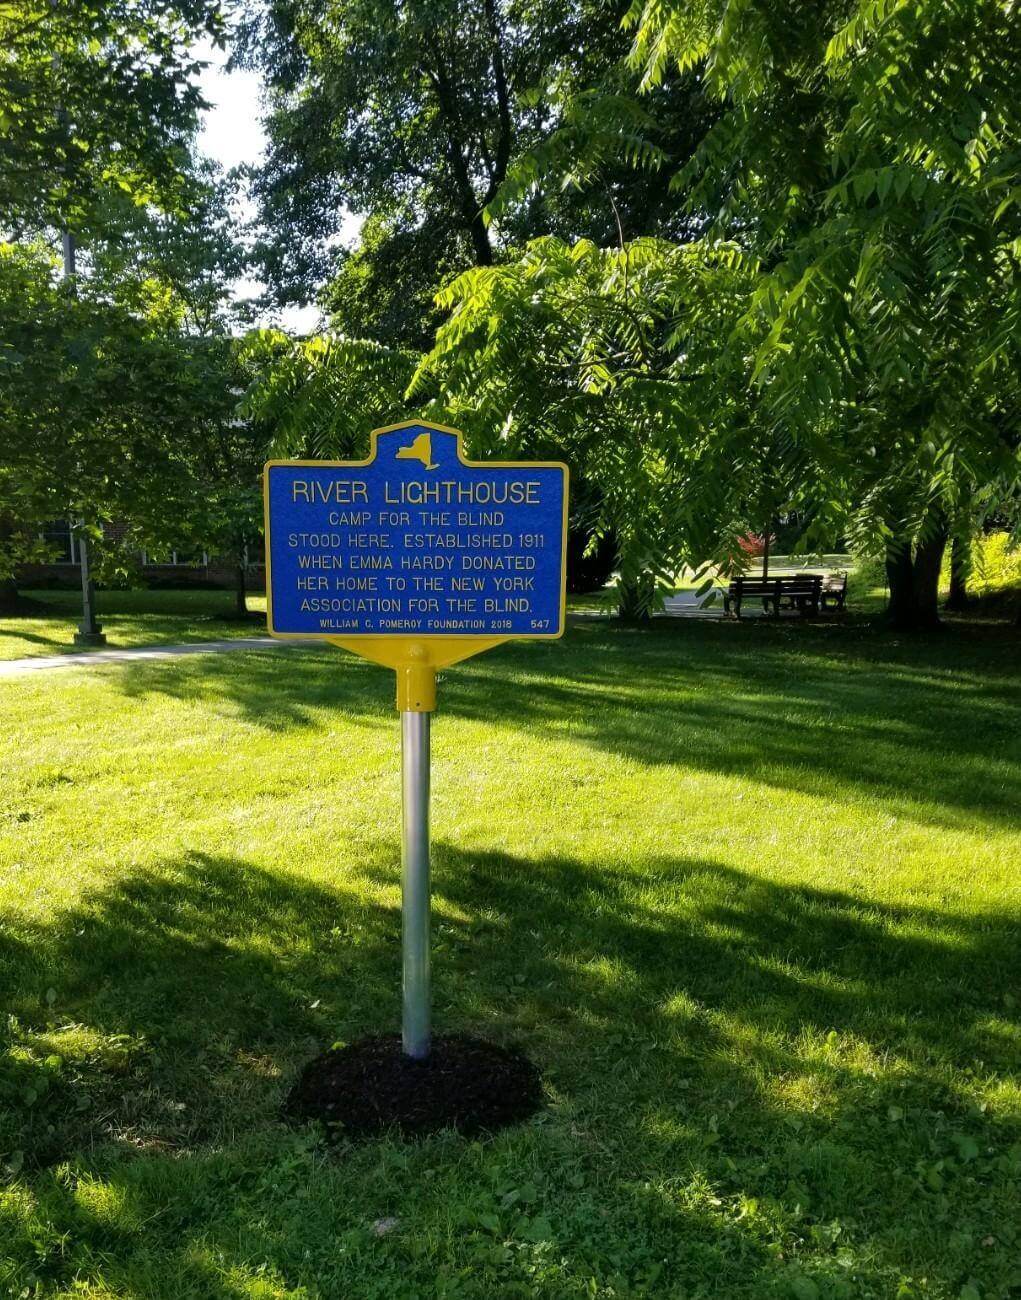 RIVER LIGHTHOUSE
CAMP FOR THE BLIND
STOOD HERE. ESTABLISHED 1911
WHEN EMMA HARDY DONATED
HER HOME TO THE NEW YORK
ASSOCIATION FOR THE BLIND.
WILLIAM C. POMEROY FOUNDATION 2018 547